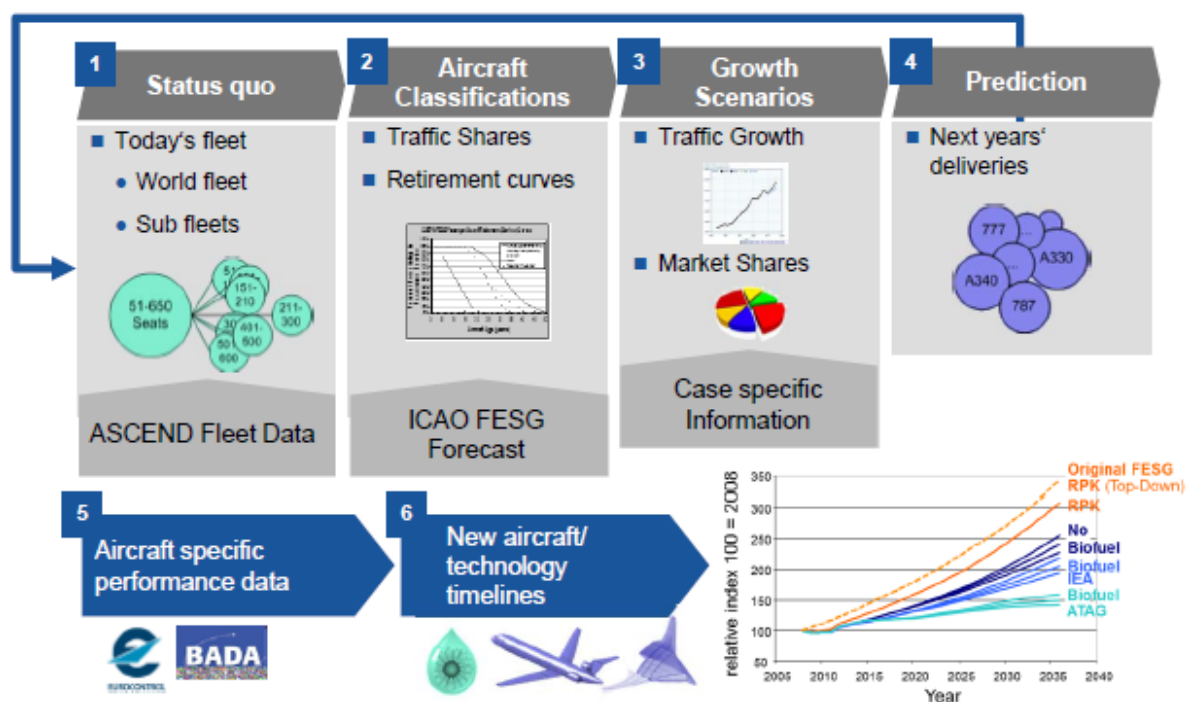 1
Status quo
Today's fleet
World fleet
Sub fleets
51-650
Seats
151-
210
211-
300
401-
500
501-
600
ASCEND Fleet Data
2
Aircraft
Classifications
Traffic Shares
Retirement curves
ICAO FESG
Forecast
3
Growth
Scenarios
Traffic Growth
Market Shares
Case specific
Information
4
Prediction
Next years'
deliveries
777
...
A330
...
A340
787
5
Aircraft specific
performance data
EUROCONTROL
BADA
6
New aircraft/
technology
timelines
relative index 100 = 2008
350
300
250
200
150
100
50
2005
2010
2015
2020
2025
2030
2035
2040
Year
Original FESG
RPK (Top-Down)
RPK
No
Biofuel
Biofuel
IEA
Biofuel
ATAG